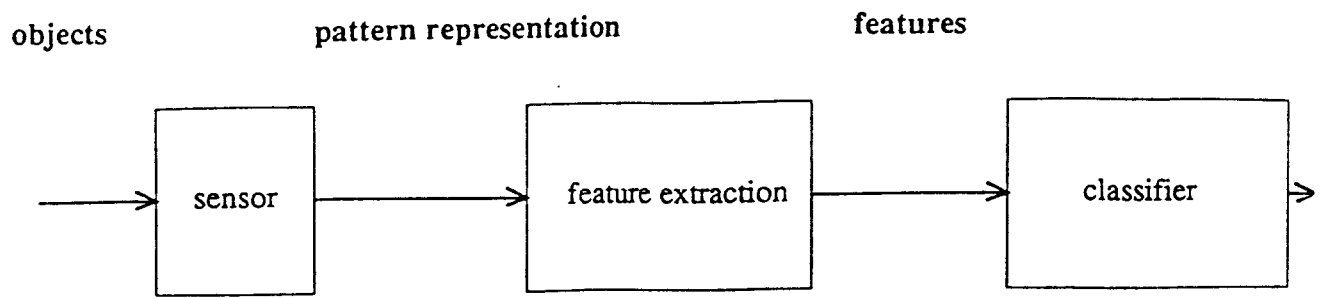 objects pattern representation features
sensor feature extraction classifier